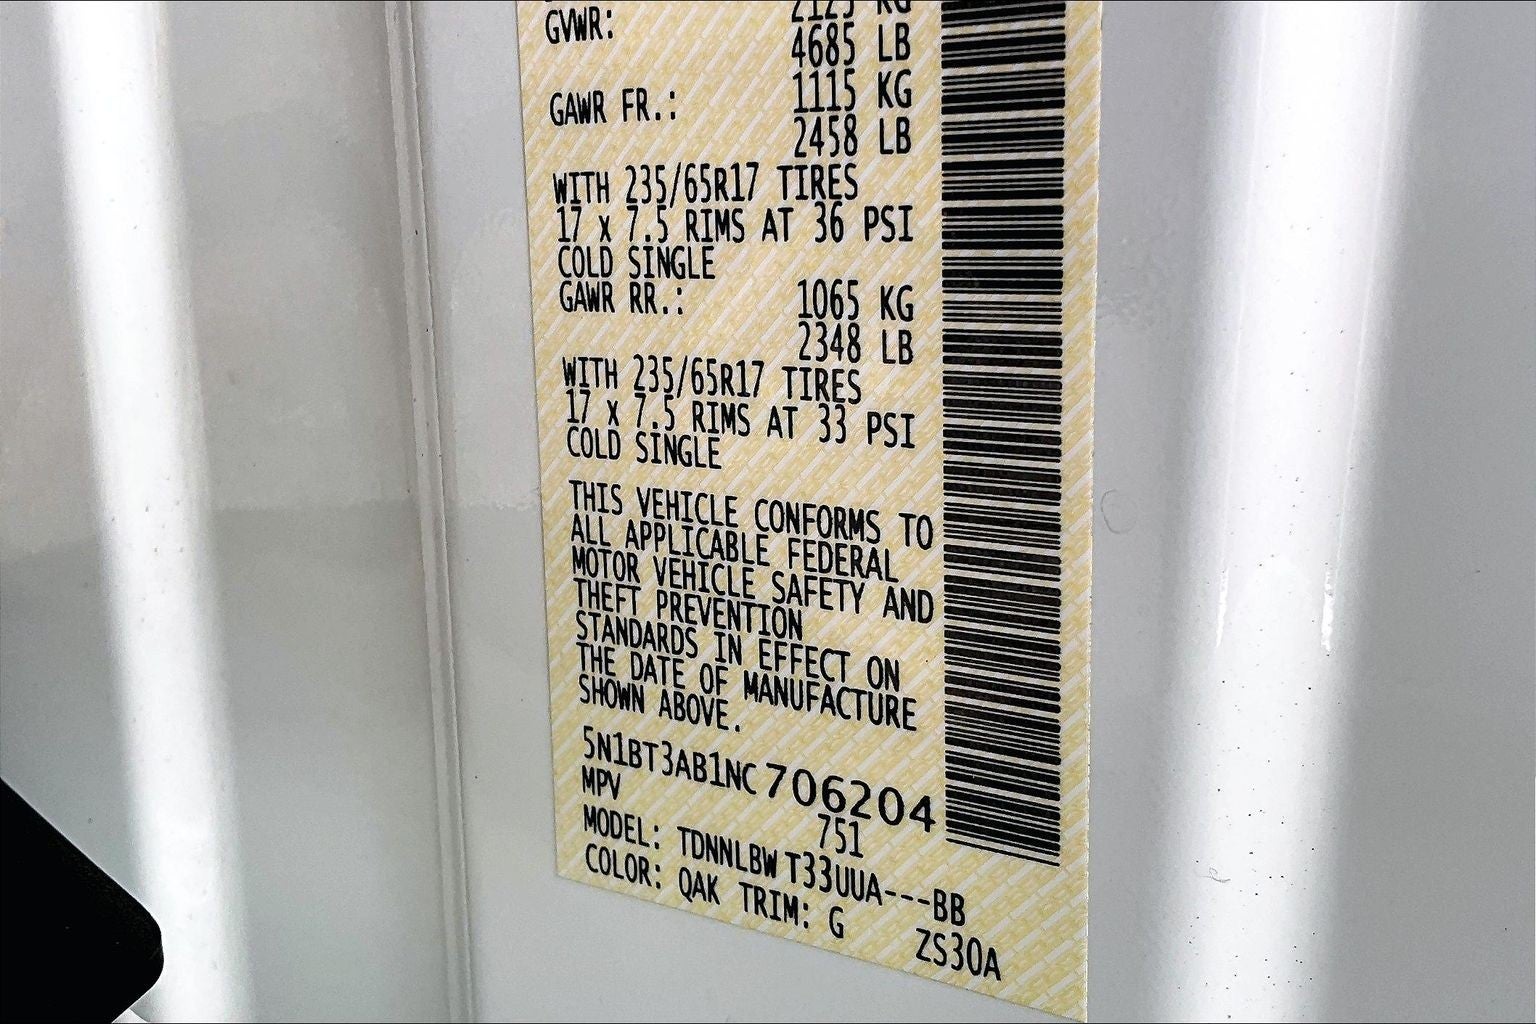 GVWR: 2125 KG
4685 LB
GAWR FR.: 1115 KG
2458 LB
WITH 235/65R17 TIRES
17 x 7.5 RIMS AT 36 PSI
COLD SINGLE
GAWR RR.: 1065 KG
2348 LB
WITH 235/65R17 TIRES
17 x 7.5 RIMS AT 33 PSI
COLD SINGLE
THIS VEHICLE CONFORMS TO
ALL APPLICABLE FEDERAL
MOTOR VEHICLE SAFETY AND
THEFT PREVENTION
STANDARDS IN EFFECT ON
THE DATE OF MANUFACTURE
SHOWN ABOVE.
5N1BT3AB1NC706204
MPV 751
MODEL: TDNNLBW T33UUA---BB
COLOR: QAK TRIM: G ZS30A